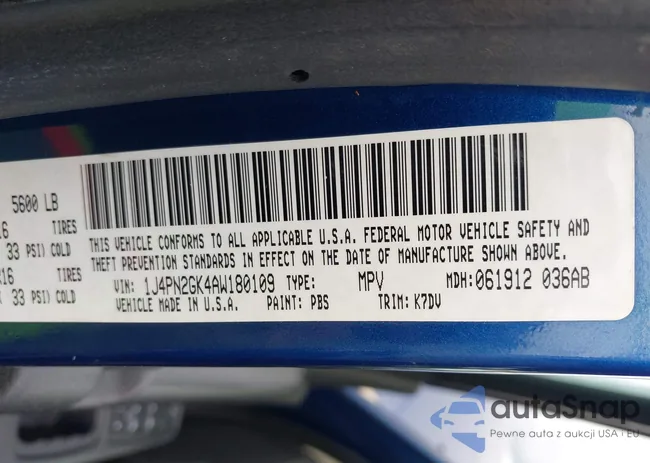 5600 LB
16 TIRES
33 PSI) COLD
R16 TIRES
33 PSI) COLD
THIS VEHICLE CONFORMS TO ALL APPLICABLE U.S.A. FEDERAL MOTOR VEHICLE SAFETY AND
THEFT PREVENTION STANDARDS IN EFFECT ON THE DATE OF MANUFACTURE SHOWN ABOVE.
VIN: 1J4PN2GK4AW180109 TYPE: MPV MDH: 061912 036AB
VEHICLE MADE IN U.S.A. PAINT: PBS TRIM: K7DV
autoSnap
Pewne auta z aukcji USA i EU